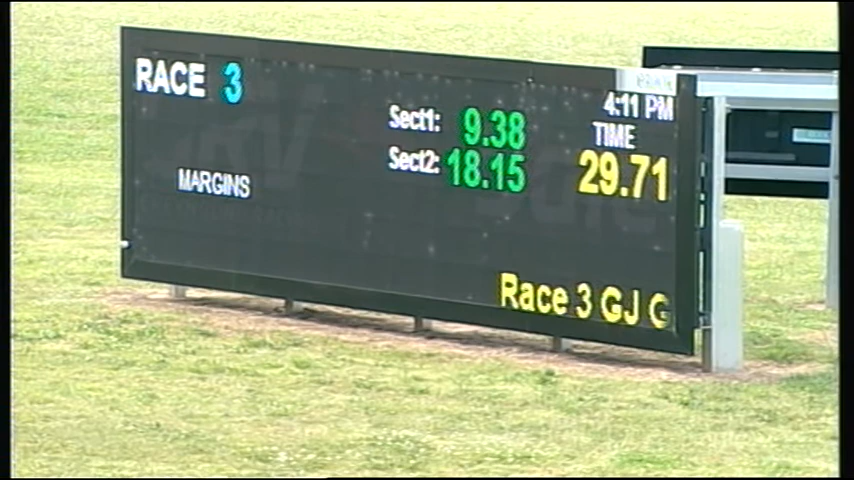 RACE 3
4:11 PM
Sect1: 9.38
TIME
Sect2: 18.15
29.71
MARGINS
Race 3 GJ G